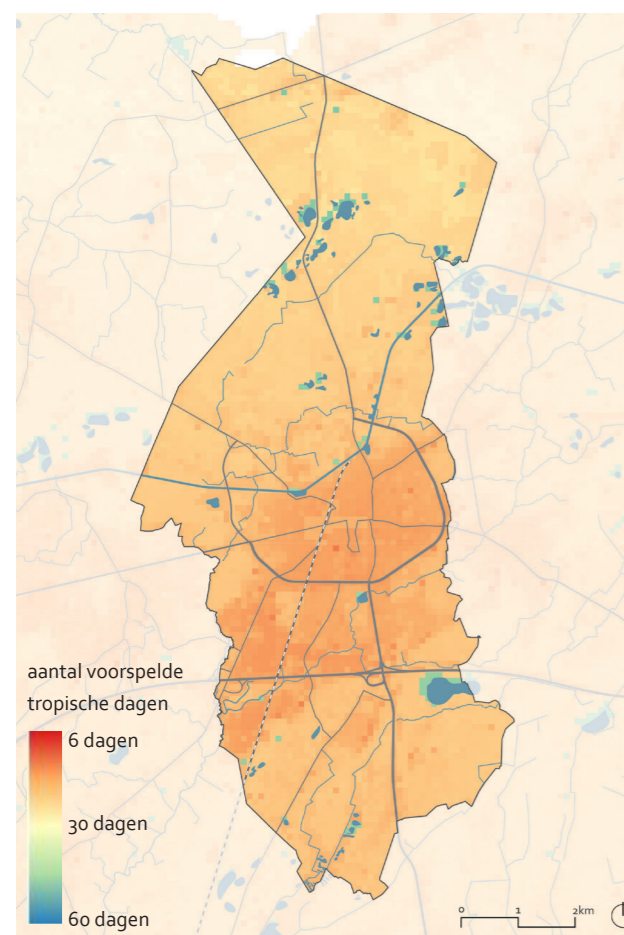 aantal voorspelde
tropische dagen
6 dagen
30 dagen
60 dagen
0 1 2km